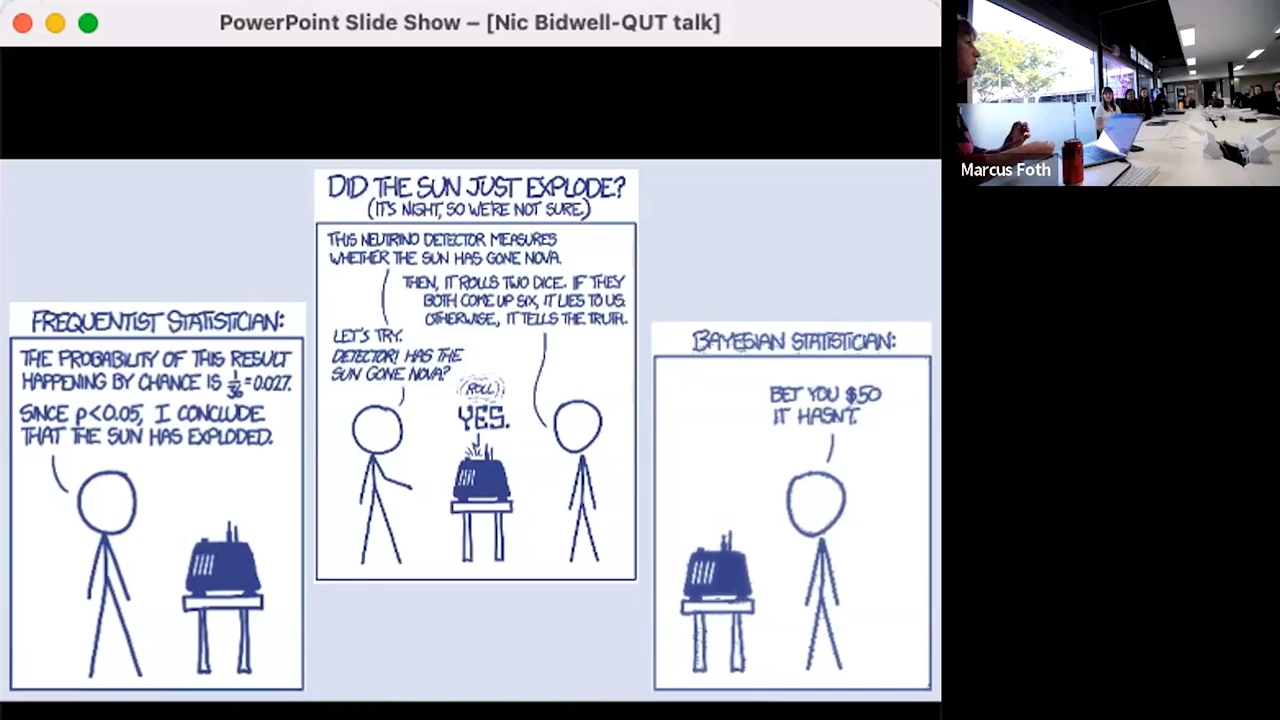 PowerPoint Slide Show – [Nic Bidwell-QUT talk]
Marcus Foth
DID THE SUN JUST EXPLODE?
(IT'S NIGHT, SO WE'RE NOT SURE.)
THIS NEUTRINO DETECTOR MEASURES
WHETHER THE SUN HAS GONE NOVA.
THEN, IT ROLLS TWO DICE. IF THEY
BOTH COME UP SIX, IT LIES TO US.
OTHERWISE, IT TELLS THE TRUTH.
LET'S TRY.
DETECTOR! HAS THE
SUN GONE NOVA?
(ROLL)
YES.
FREQUENTIST STATISTICIAN:
THE PROBABILITY OF THIS RESULT
HAPPENING BY CHANCE IS 1/36=0.027.
SINCE p<0.05, I CONCLUDE
THAT THE SUN HAS EXPLODED.
BAYESIAN STATISTICIAN:
BET YOU $50
IT HASN'T.